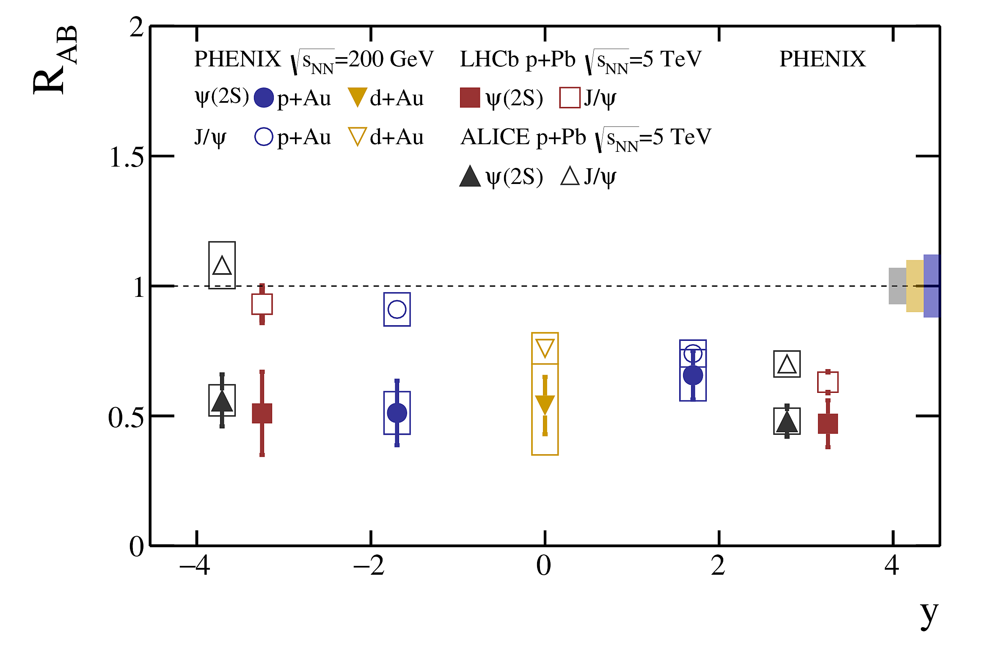 R_AB
2
1.5
1
0.5
0
PHENIX √s_NN=200 GeV
ψ(2S) p+Au d+Au
J/ψ p+Au d+Au
LHCb p+Pb √s_NN=5 TeV
ψ(2S) J/ψ
ALICE p+Pb √s_NN=5 TeV
ψ(2S) J/ψ
PHENIX
−4 −2 0 2 4
y